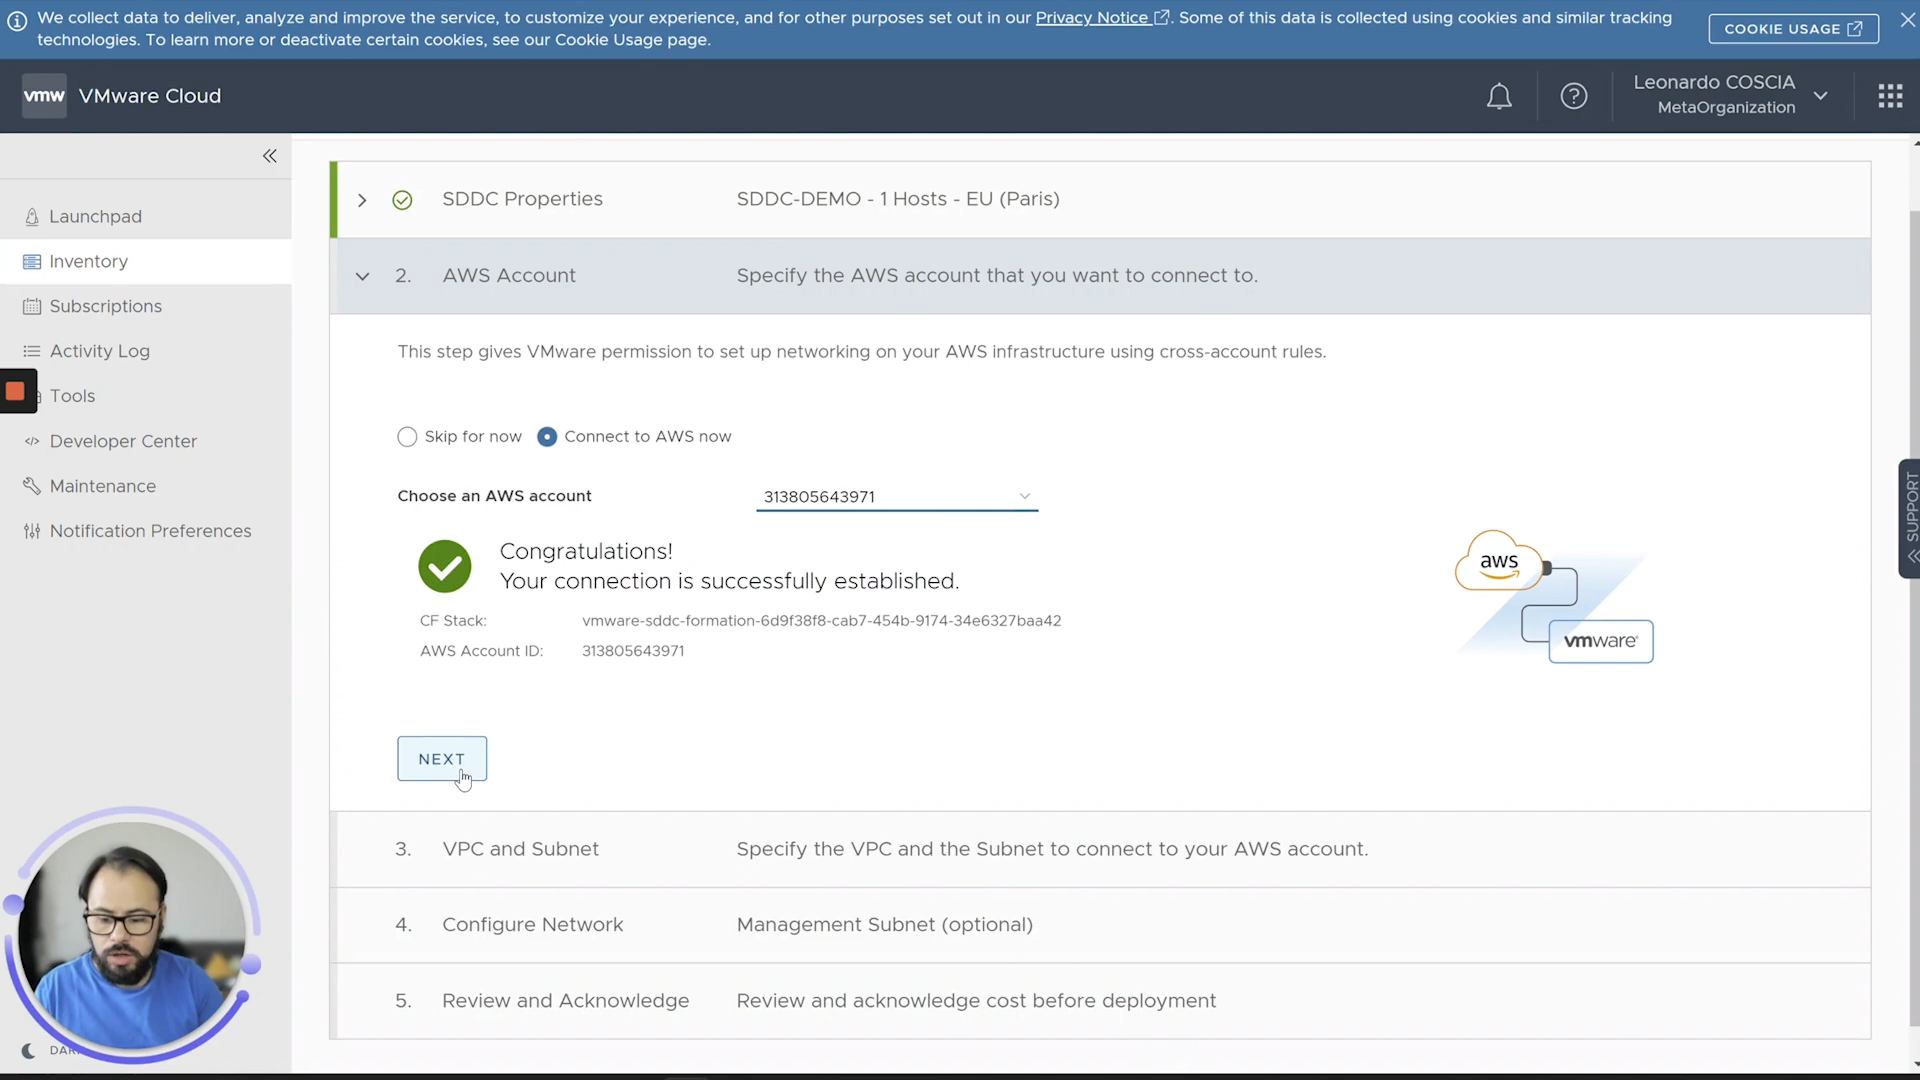 We collect data to deliver, analyze and improve the service, to customize your experience, and for other purposes set out in our Privacy Notice. Some of this data is collected using cookies and similar tracking
technologies. To learn more or deactivate certain cookies, see our Cookie Usage page.
COOKIE USAGE
vmw VMware Cloud
Leonardo COSCIA
MetaOrganization
Launchpad
Inventory
Subscriptions
Activity Log
Tools
Developer Center
Maintenance
Notification Preferences
SDDC Properties SDDC-DEMO - 1 Hosts - EU (Paris)
2. AWS Account Specify the AWS account that you want to connect to.
This step gives VMware permission to set up networking on your AWS infrastructure using cross-account rules.
Skip for now Connect to AWS now
Choose an AWS account 313805643971
Congratulations!
Your connection is successfully established.
CF Stack: vmware-sddc-formation-6d9f38f8-cab7-454b-9174-34e6327baa42
AWS Account ID: 313805643971
aws
vmware®
NEXT
3. VPC and Subnet Specify the VPC and the Subnet to connect to your AWS account.
4. Configure Network Management Subnet (optional)
5. Review and Acknowledge Review and acknowledge cost before deployment
SUPPORT